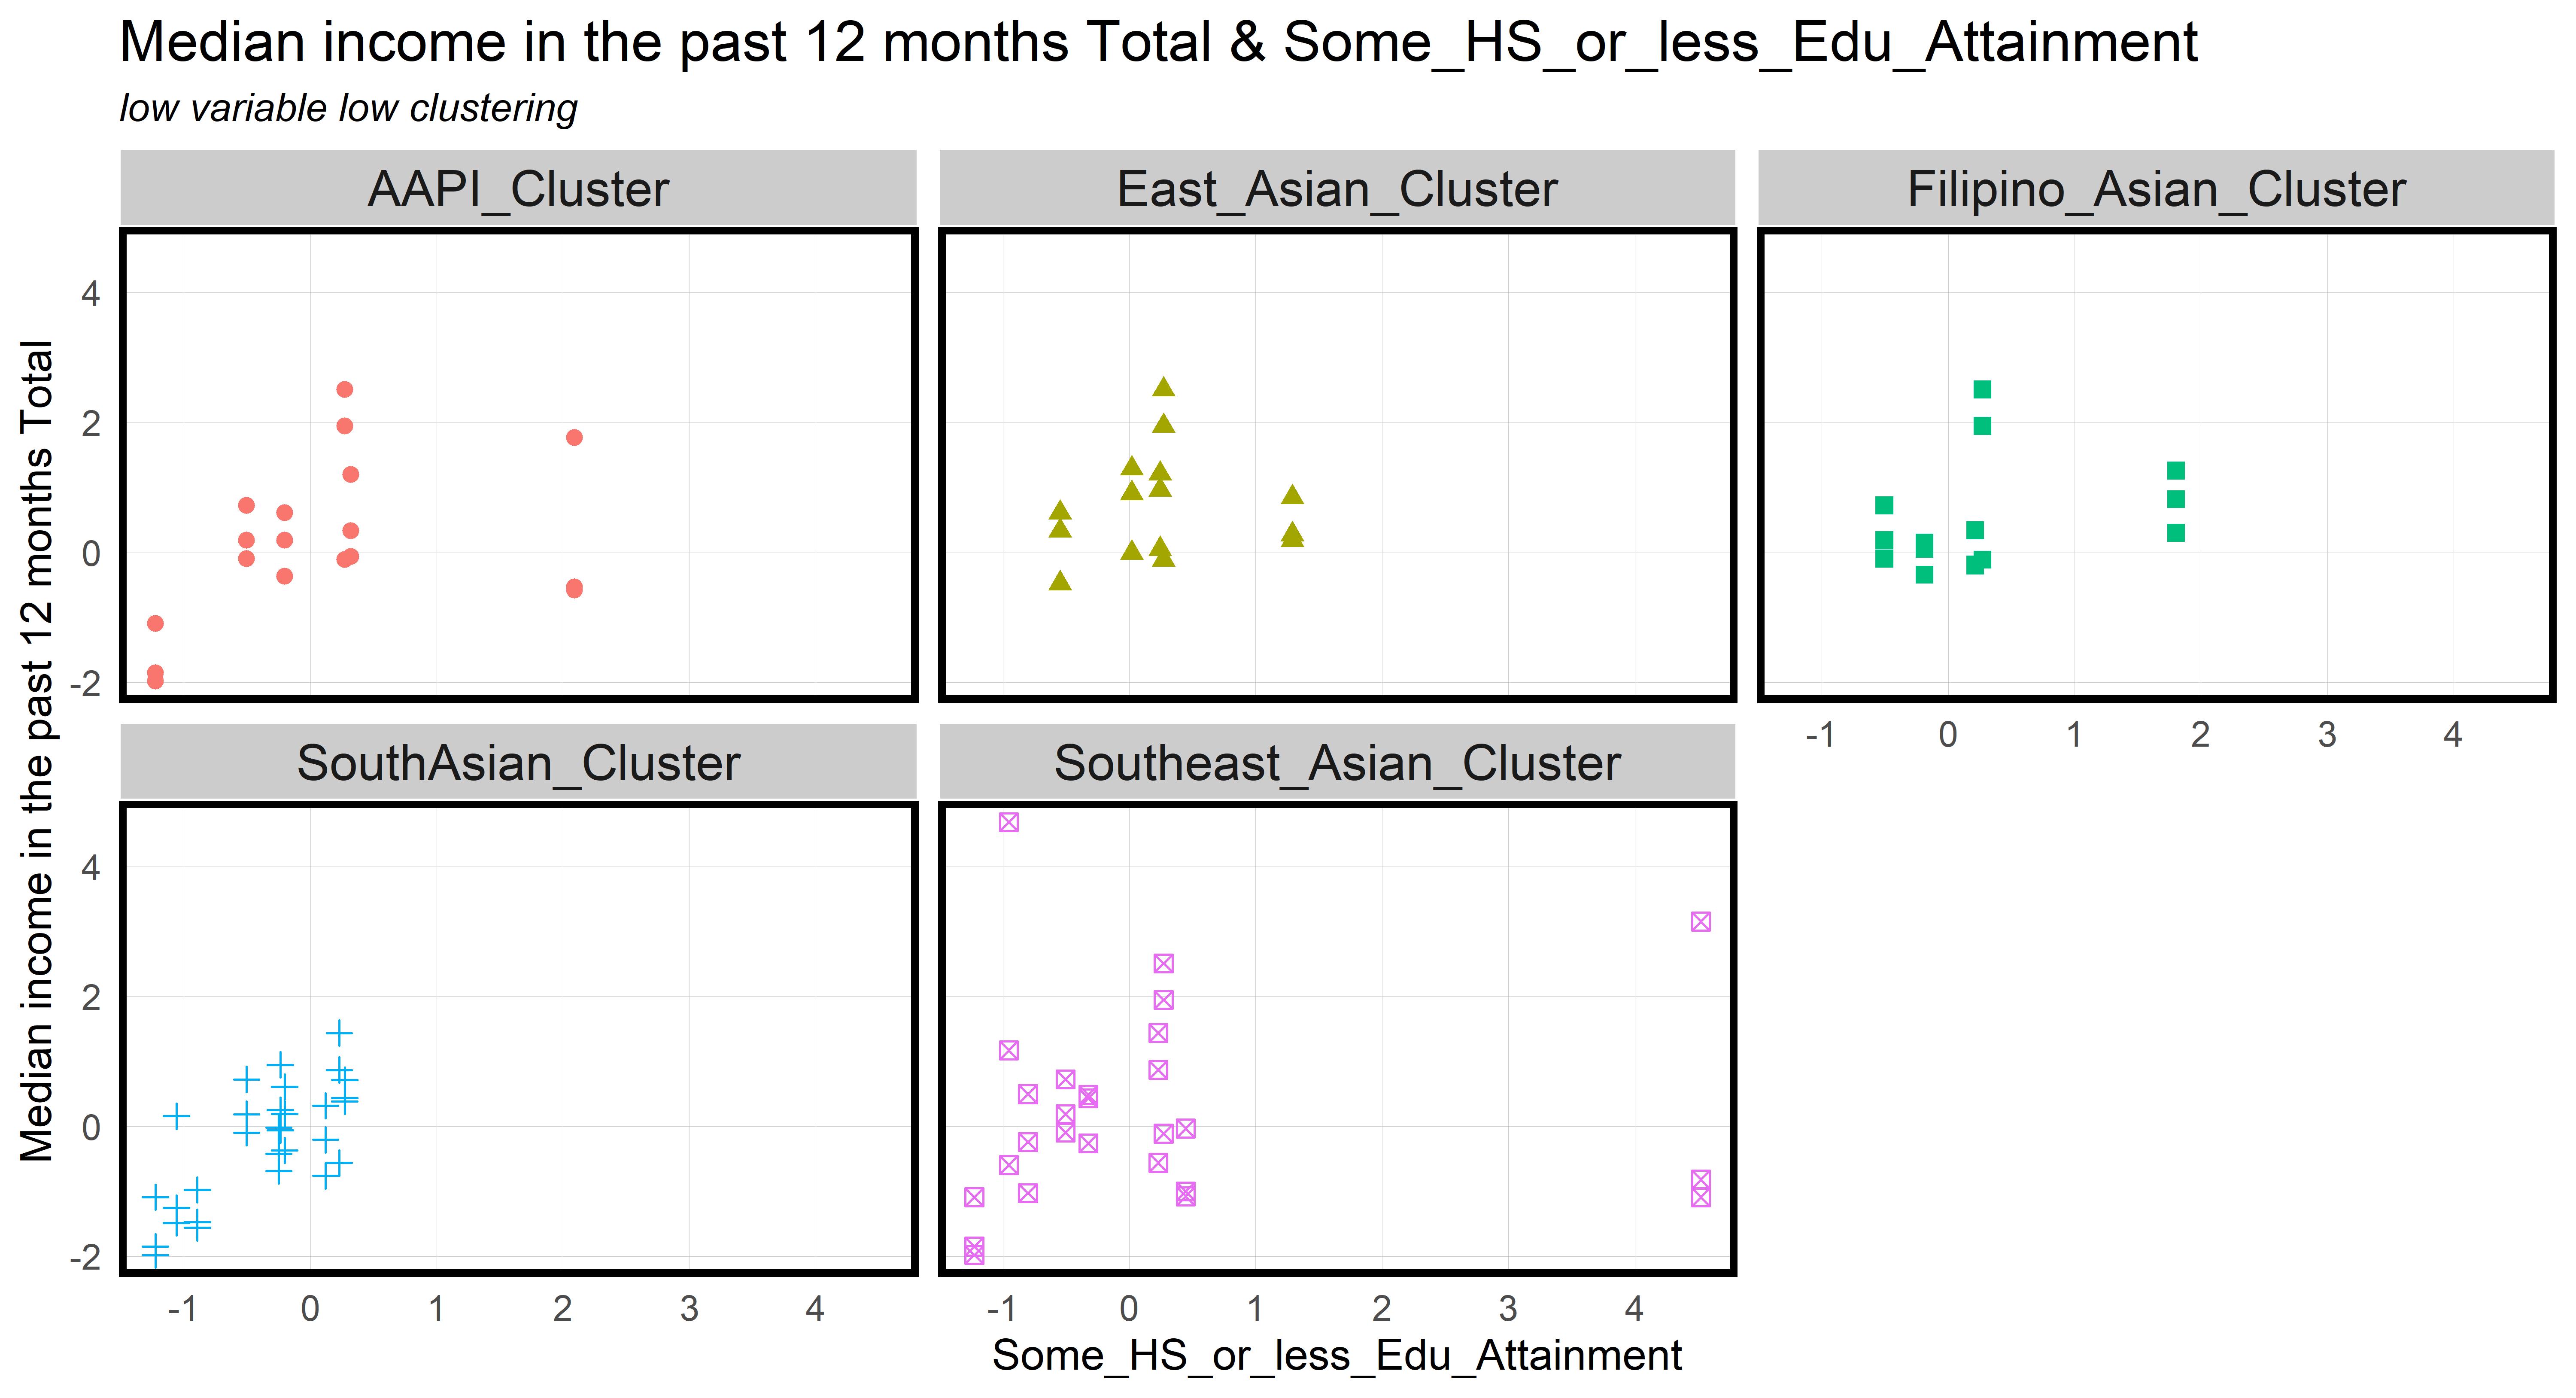 Median income in the past 12 months Total & Some_HS_or_less_Edu_Attainment
low variable low clustering
AAPI_Cluster
East_Asian_Cluster
Filipino_Asian_Cluster
4
2
0
-2
-1 0 1 2 3 4
SouthAsian_Cluster
Southeast_Asian_Cluster
4
2
0
-2
-1 0 1 2 3 4
-1 0 1 2 3 4
Some_HS_or_less_Edu_Attainment
Median income in the past 12 months Total